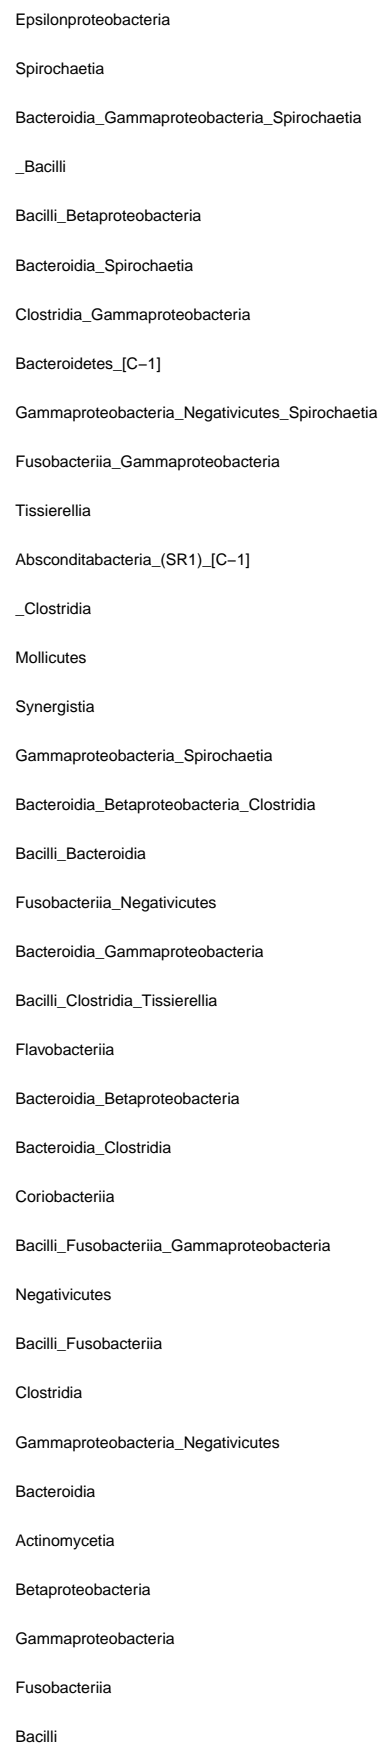 Epsilonproteobacteria
Spirochaetia
Bacteroidia_Gammaproteobacteria_Spirochaetia
_Bacilli
Bacilli_Betaproteobacteria
Bacteroidia_Spirochaetia
Clostridia_Gammaproteobacteria
Bacteroidetes_[C−1]
Gammaproteobacteria_Negativicutes_Spirochaetia
Fusobacteriia_Gammaproteobacteria
Tissierellia
Absconditabacteria_(SR1)_[C−1]
_Clostridia
Mollicutes
Synergistia
Gammaproteobacteria_Spirochaetia
Bacteroidia_Betaproteobacteria_Clostridia
Bacilli_Bacteroidia
Fusobacteriia_Negativicutes
Bacteroidia_Gammaproteobacteria
Bacilli_Clostridia_Tissierellia
Flavobacteriia
Bacteroidia_Betaproteobacteria
Bacteroidia_Clostridia
Coriobacteriia
Bacilli_Fusobacteriia_Gammaproteobacteria
Negativicutes
Bacilli_Fusobacteriia
Clostridia
Gammaproteobacteria_Negativicutes
Bacteroidia
Actinomycetia
Betaproteobacteria
Gammaproteobacteria
Fusobacteriia
Bacilli